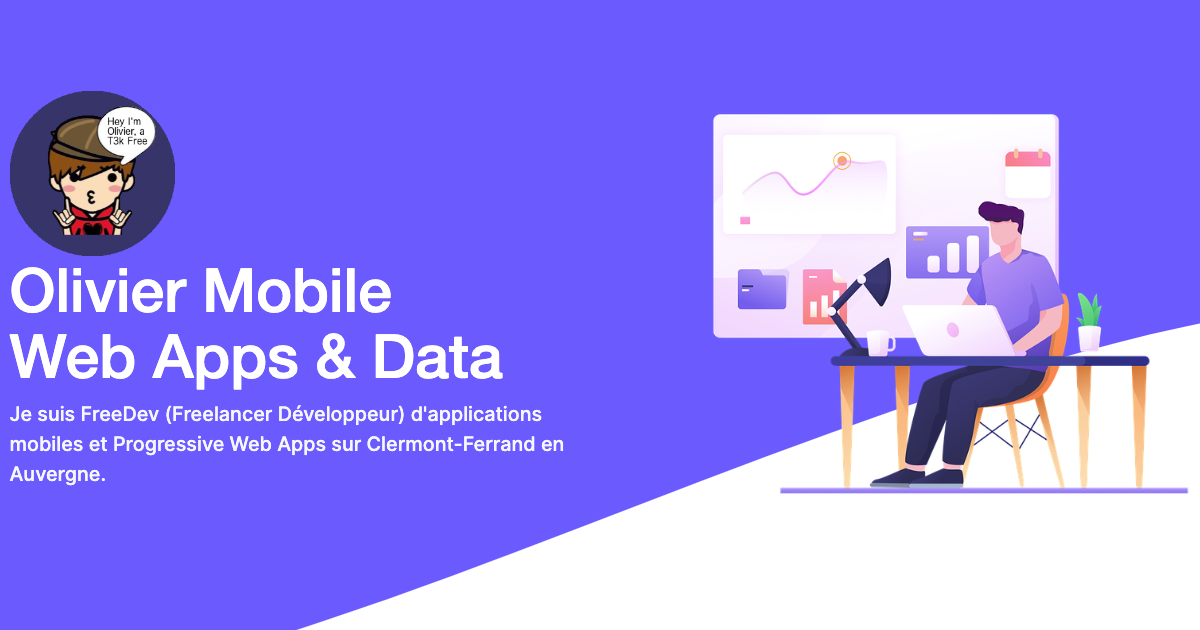 Hey I'm
Olivier, a
T3k Free
Olivier Mobile
Web Apps & Data
Je suis FreeDev (Freelancer Développeur) d'applications
mobiles et Progressive Web Apps sur Clermont-Ferrand en
Auvergne.